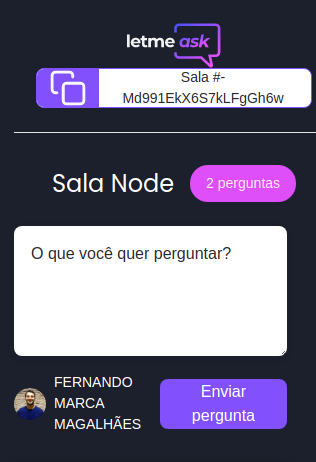 letme ask
Sala #-
Md991EkX6S7kLFgGh6w
Sala Node
2 perguntas
O que você quer perguntar?
FERNANDO
MARCA
MAGALHÃES
Enviar
pergunta